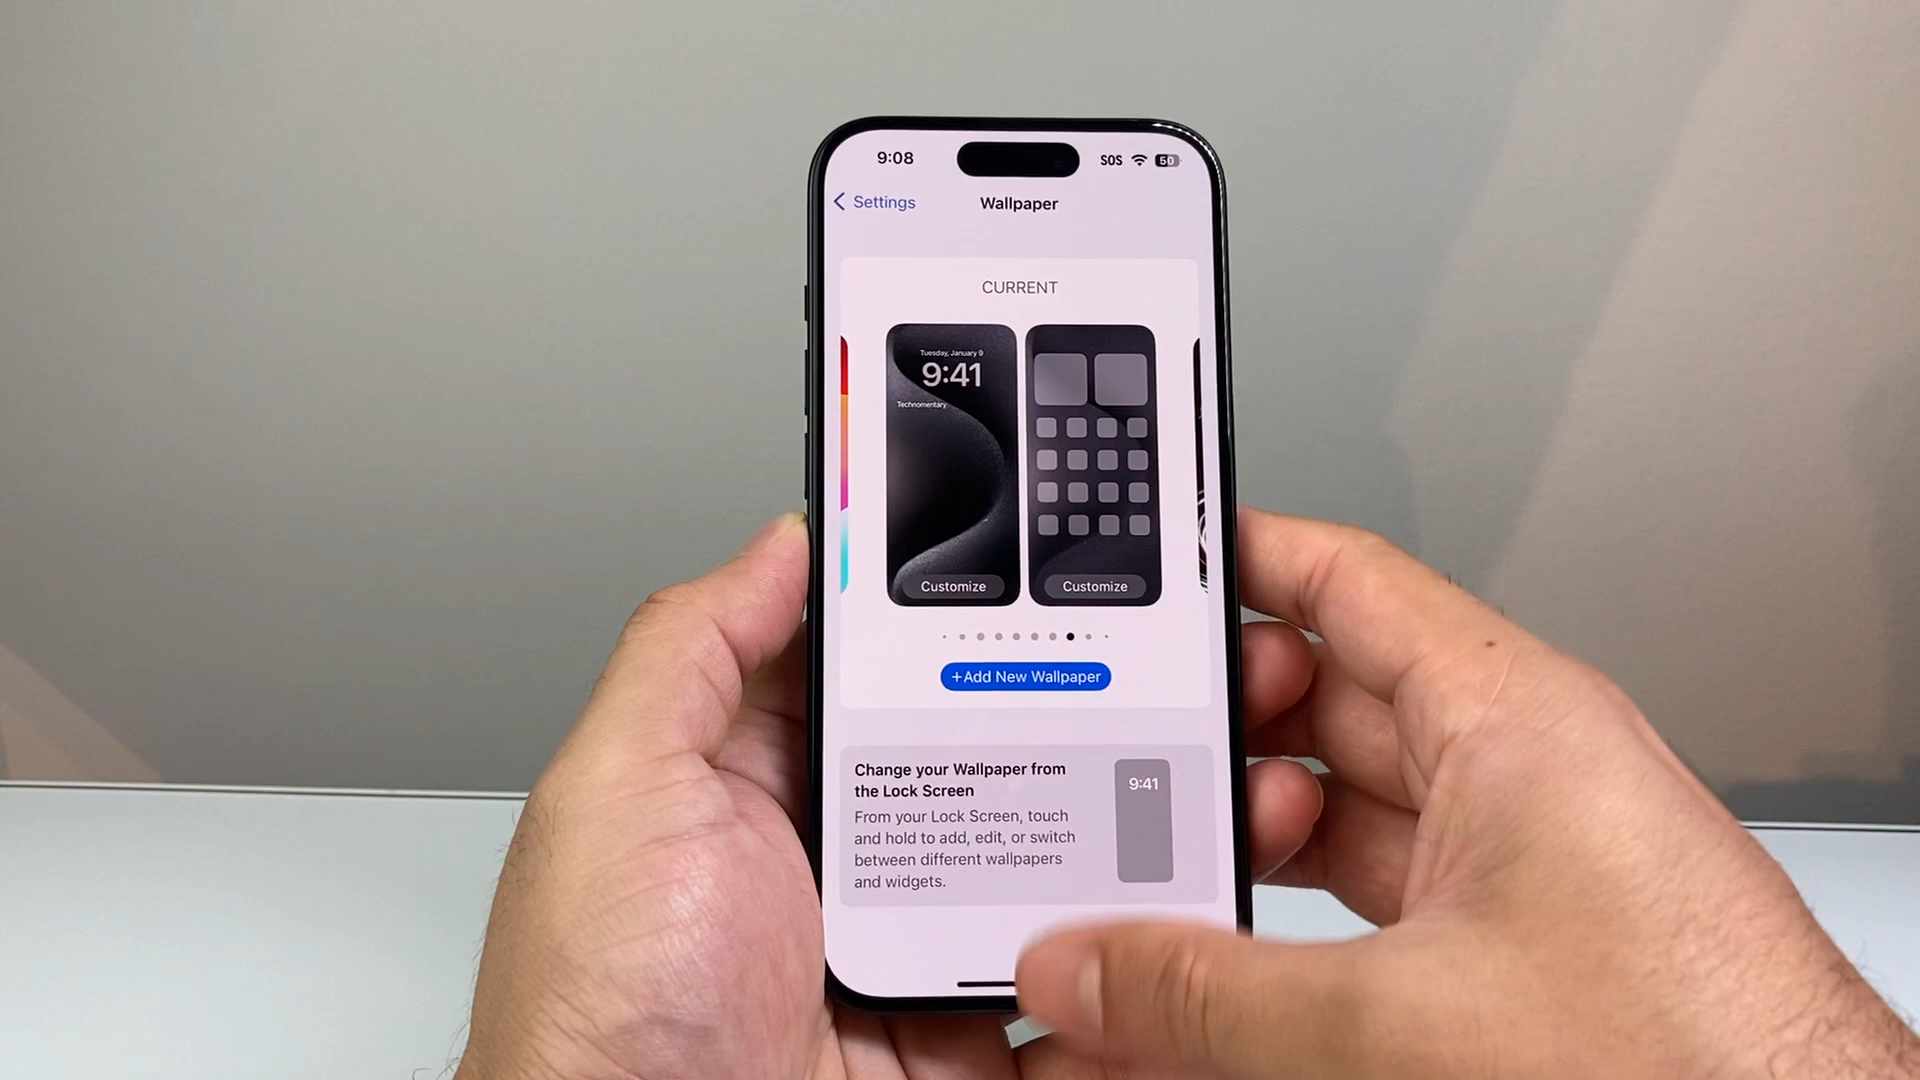 9:08
SOS
50
Settings
Wallpaper
CURRENT
Tuesday, January 9
9:41
Technomentary
Customize
Customize
+Add New Wallpaper
Change your Wallpaper from
the Lock Screen
From your Lock Screen, touch
and hold to add, edit, or switch
between different wallpapers
and widgets.
9:41